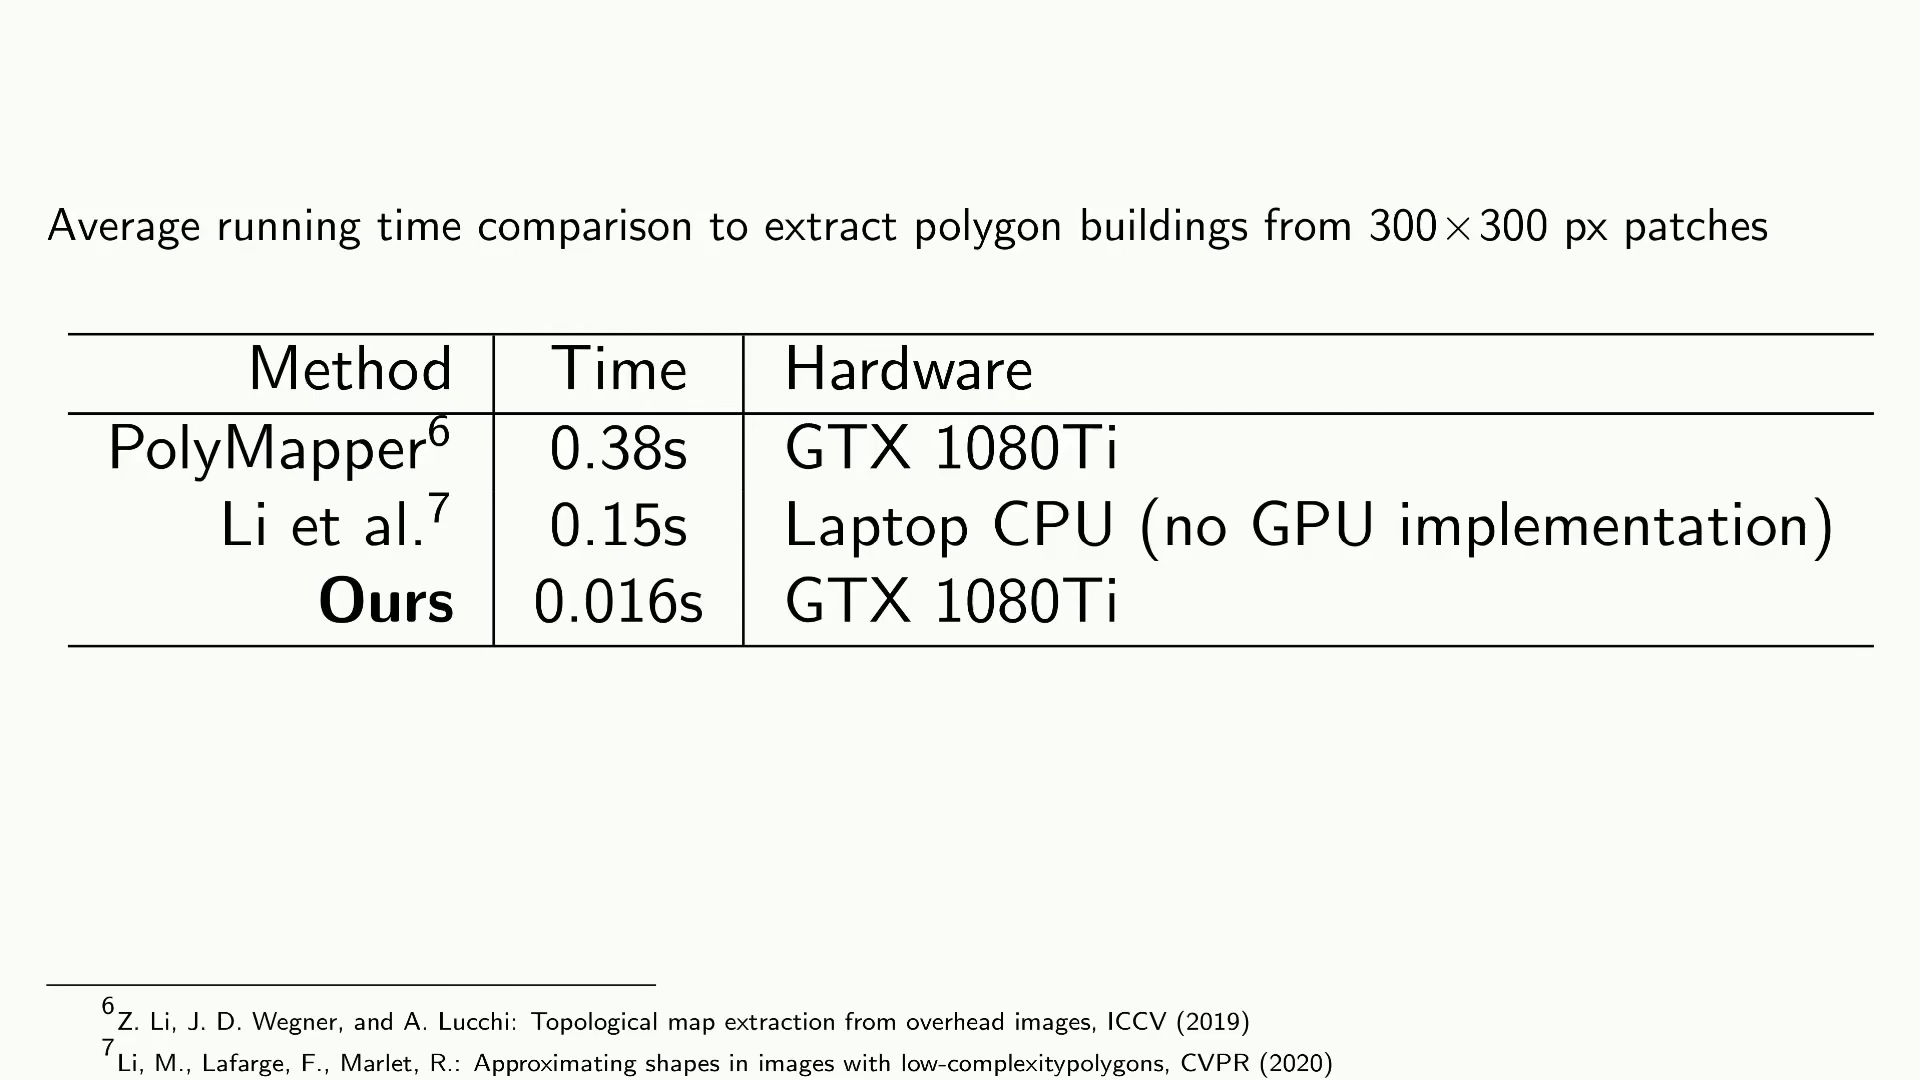 Average running time comparison to extract polygon buildings from 300×300 px patches
Method Time Hardware
PolyMapper⁶ 0.38s GTX 1080Ti
Li et al.⁷ 0.15s Laptop CPU (no GPU implementation)
Ours 0.016s GTX 1080Ti
⁶Z. Li, J. D. Wegner, and A. Lucchi: Topological map extraction from overhead images, ICCV (2019)
⁷Li, M., Lafarge, F., Marlet, R.: Approximating shapes in images with low-complexitypolygons, CVPR (2020)